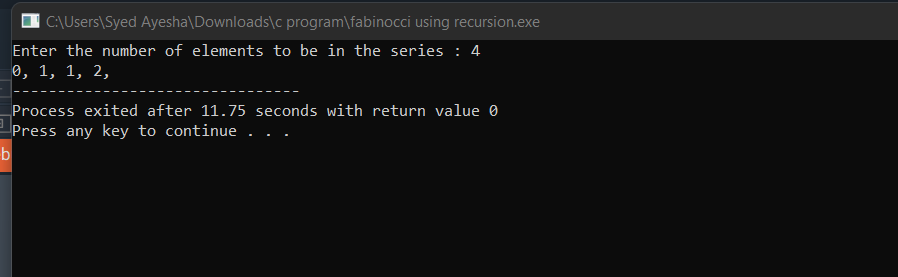 C:\Users\Syed Ayesha\Downloads\c program\fabinocci using recursion.exe
Enter the number of elements to be in the series : 4
0, 1, 1, 2,
--------------------------------
Process exited after 11.75 seconds with return value 0
Press any key to continue . . .
b